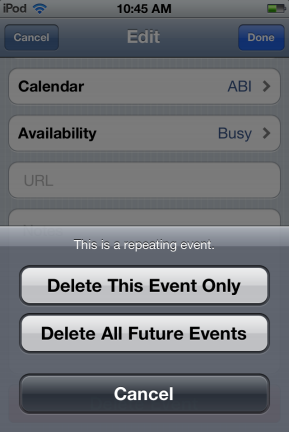 iPod 10:45 AM
Cancel Edit Done
Calendar ABI
Availability Busy
URL
This is a repeating event.
Delete This Event Only
Delete All Future Events
Cancel